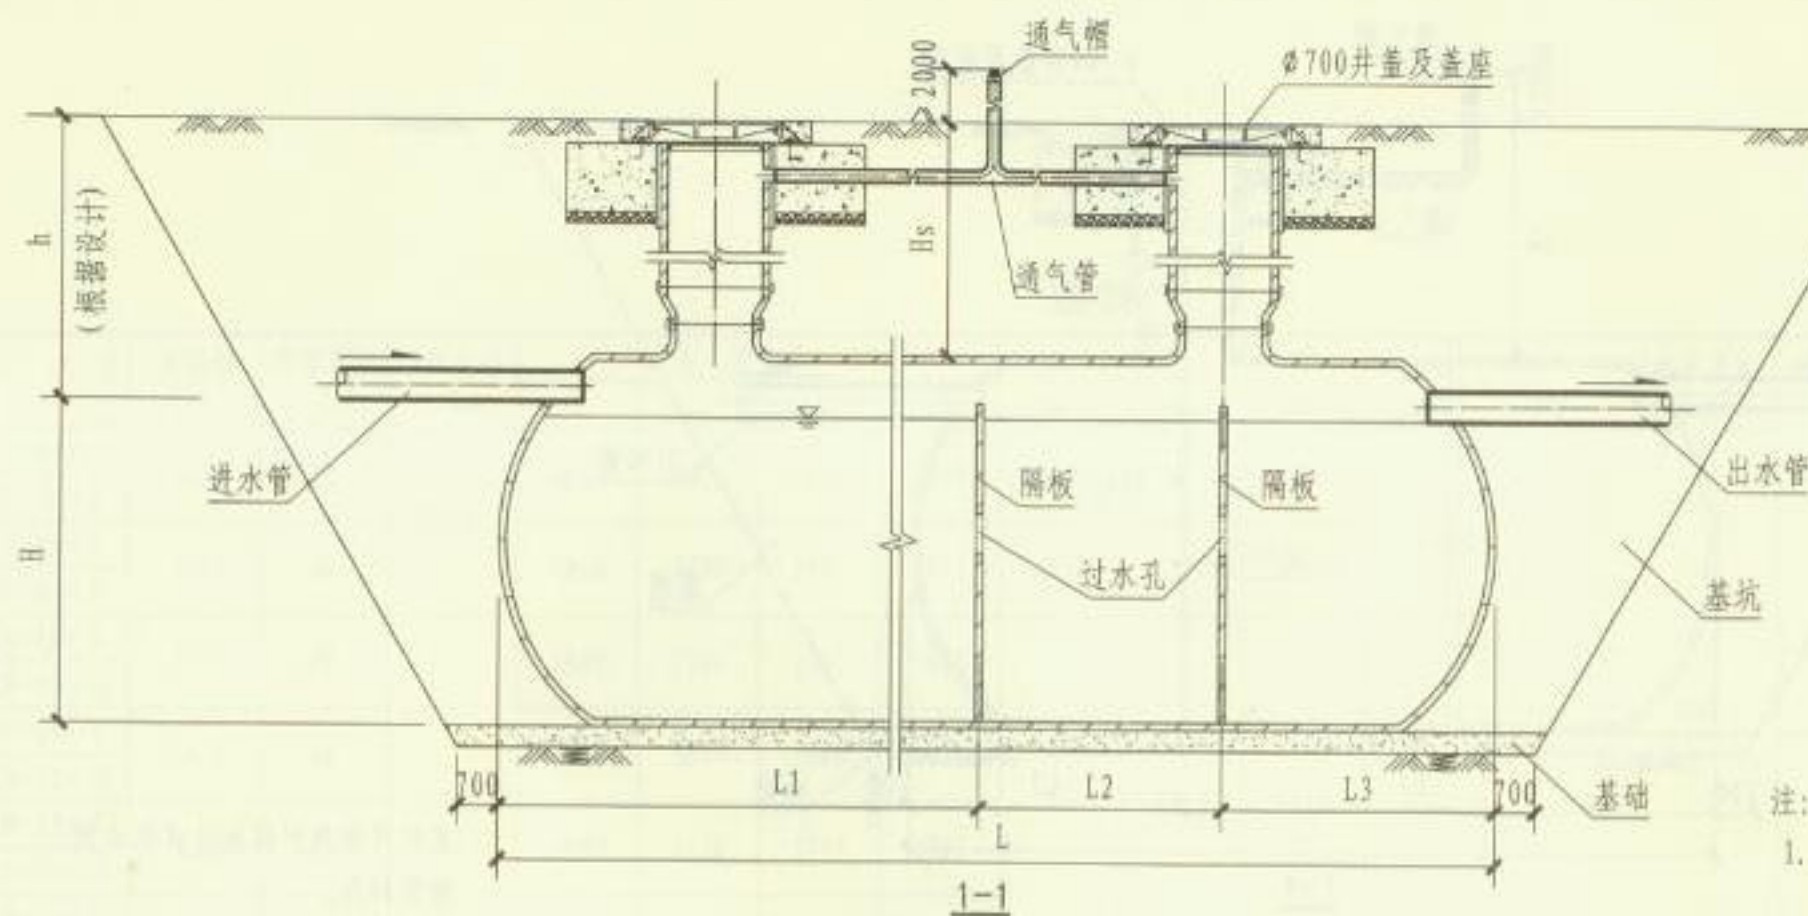 通气帽
2000
ø700井盖及盖座
h
(根据设计)
Hs
通气管
进水管
隔板
隔板
出水管
过水孔
H
基坑
700
L1
L2
L3
700
基础
注:
L
1.
1-1